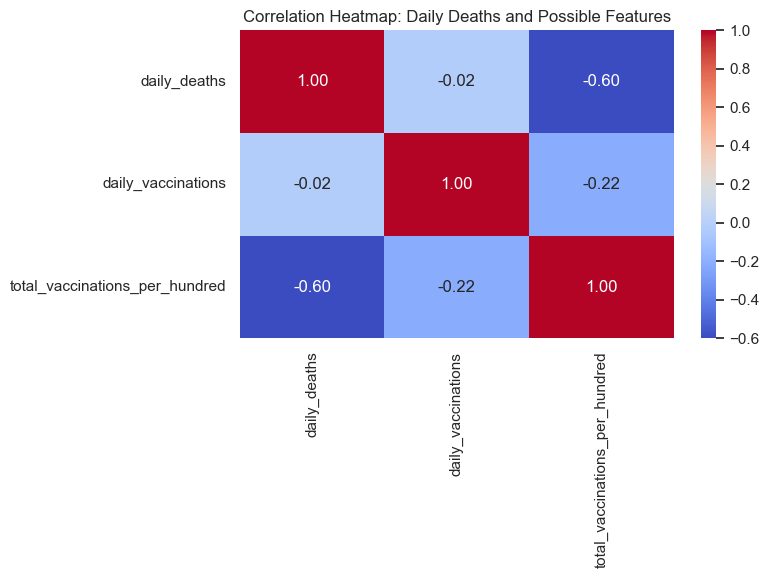 Correlation Heatmap: Daily Deaths and Possible Features
daily_deaths
1.00
-0.02
-0.60
daily_vaccinations
-0.02
1.00
-0.22
total_vaccinations_per_hundred
-0.60
-0.22
1.00
daily_deaths
daily_vaccinations
total_vaccinations_per_hundred
1.0
0.8
0.6
0.4
0.2
0.0
−0.2
−0.4
−0.6